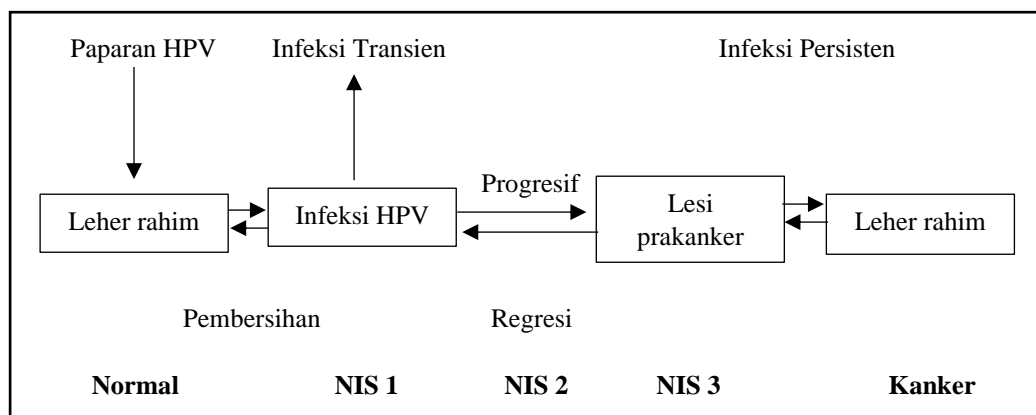 Paparan HPV
Infeksi Transien
Infeksi Persisten
Progresif
Leher rahim
Infeksi HPV
Lesi
prakanker
Leher rahim
Pembersihan
Regresi
Normal
NIS 1
NIS 2
NIS 3
Kanker